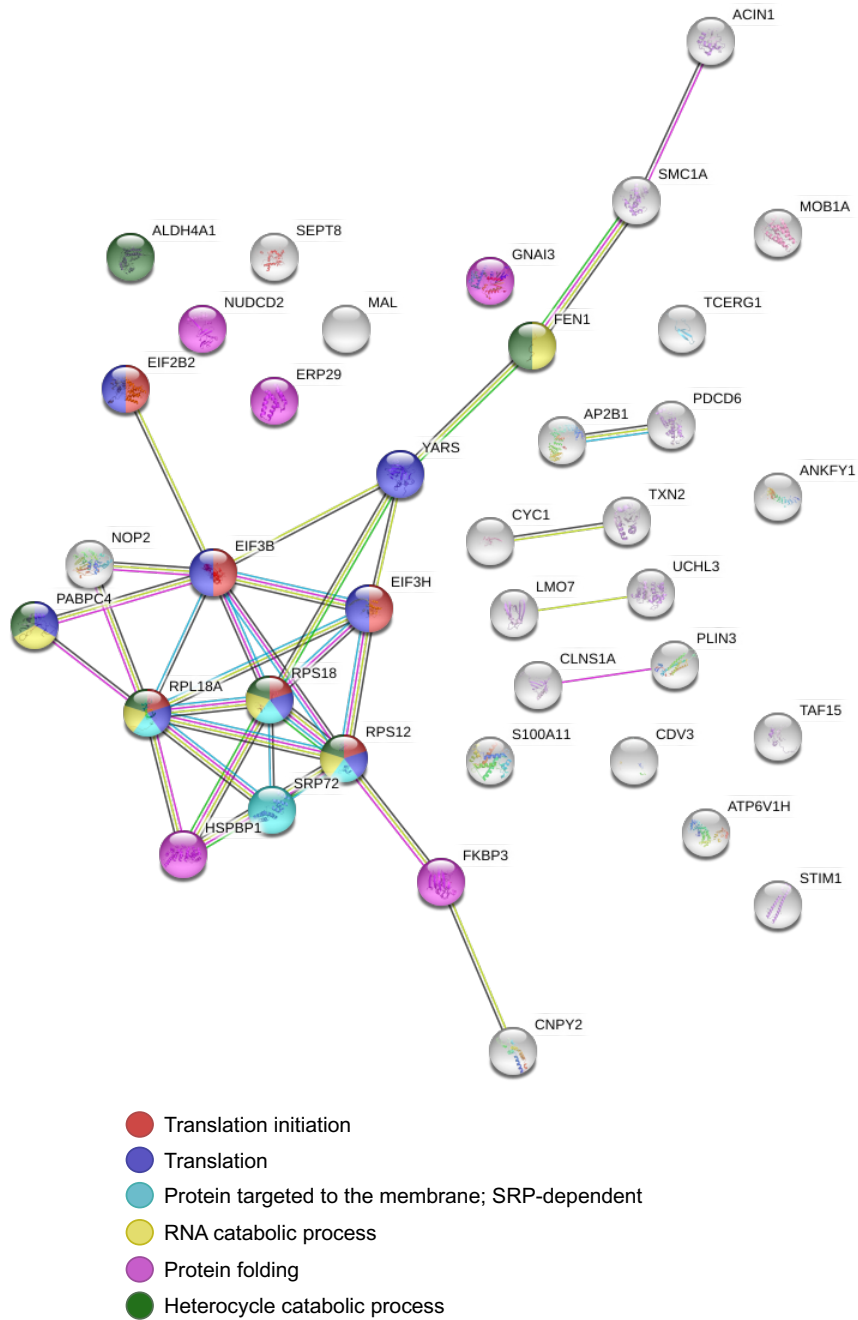 ACIN1
SMC1A
MOB1A
ALDH4A1
SEPT8
GNAI3
NUDCD2
MAL
TCERG1
FEN1
EIF2B2
ERP29
AP2B1
PDCD6
YARS
ANKFY1
CYC1
TXN2
NOP2
EIF3B
PABPC4
EIF3H
LMO7
UCHL3
RPL18A
RPS18
CLNS1A
PLIN3
RPS12
S100A11
CDV3
TAF15
SRP72
HSPBP1
ATP6V1H
FKBP3
STIM1
CNPY2
Translation initiation
Translation
Protein targeted to the membrane; SRP-dependent
RNA catabolic process
Protein folding
Heterocycle catabolic process